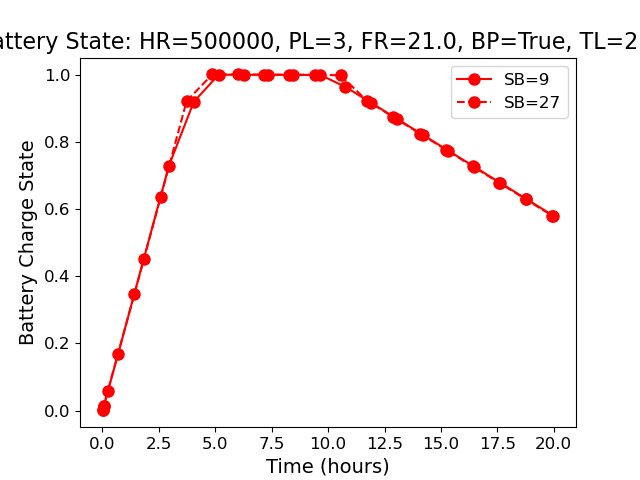 attery State: HR=500000, PL=3, FR=21.0, BP=True, TL=2
SB=9
SB=27
1.0
0.8
0.6
0.4
0.2
0.0
Battery Charge State
0.0 2.5 5.0 7.5 10.0 12.5 15.0 17.5 20.0
Time (hours)